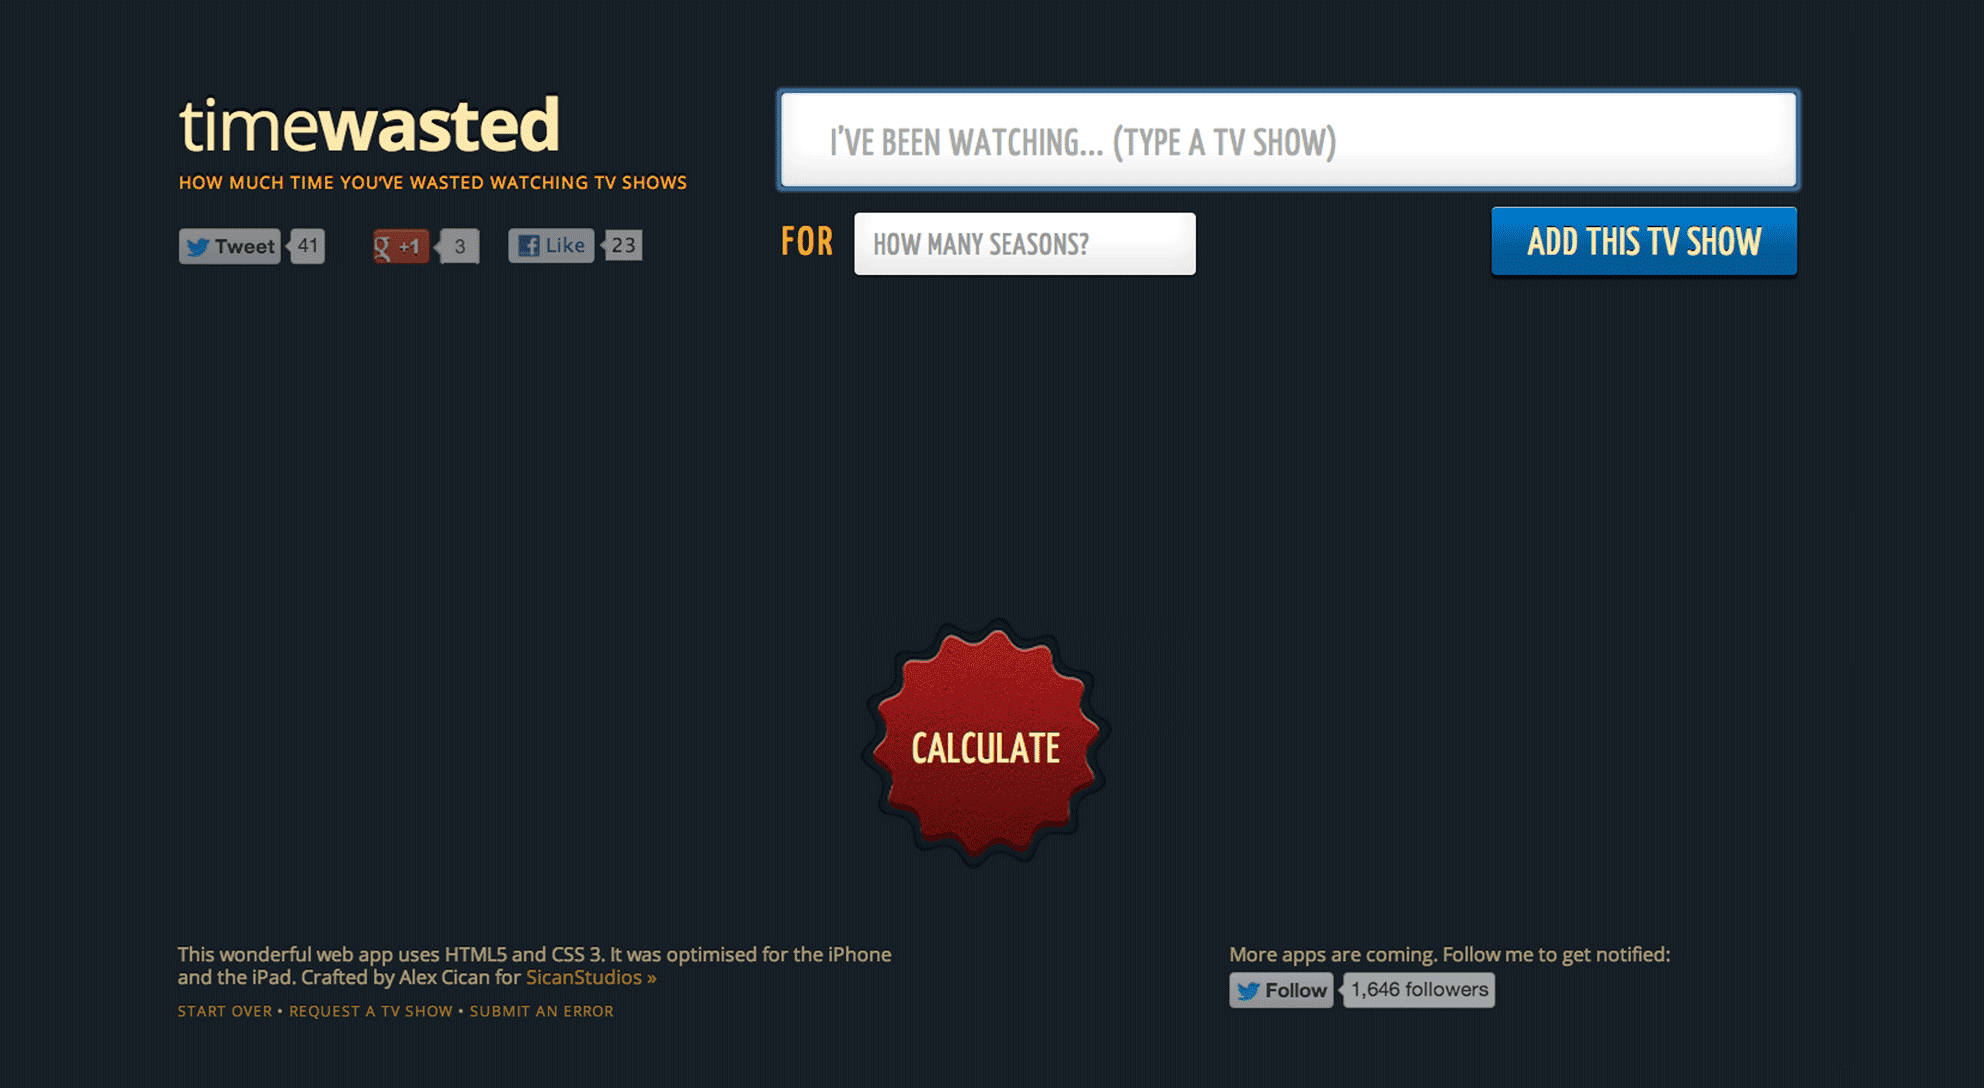 timewasted
HOW MUCH TIME YOU'VE WASTED WATCHING TV SHOWS
Tweet 41 g +1 3 f Like 23
I'VE BEEN WATCHING... (TYPE A TV SHOW)
FOR HOW MANY SEASONS? ADD THIS TV SHOW
CALCULATE
This wonderful web app uses HTML5 and CSS 3. It was optimised for the iPhone
and the iPad. Crafted by Alex Cican for SicanStudios »
START OVER • REQUEST A TV SHOW • SUBMIT AN ERROR
More apps are coming. Follow me to get notified:
Follow 1,646 followers